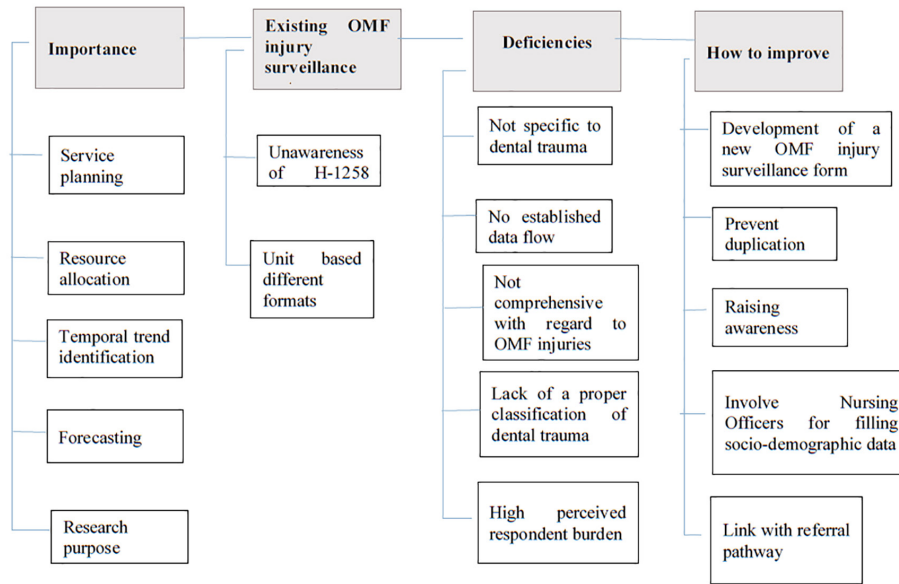 Importance
Service
planning
Resource
allocation
Temporal trend
identification
Forecasting
Research
purpose
Existing OMF
injury
surveillance
Unawareness
of H-1258
Unit based
different
formats
Deficiencies
Not specific to
dental trauma
No established
data flow
Not
comprehensive
with regard to
OMF injuries
Lack of a proper
classification of
dental trauma
High perceived
respondent burden
How to improve
Development of a
new OMF injury
surveillance form
Prevent
duplication
Raising
awareness
Involve Nursing
Officers for filling
socio-demographic data
Link with referral
pathway